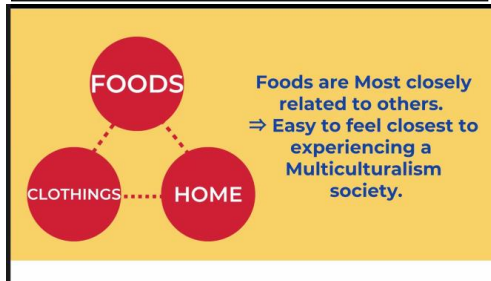 FOODS
CLOTHINGS
HOME
Foods are Most closely
related to others.
⇒ Easy to feel closest to
experiencing a
Multiculturalism
society.